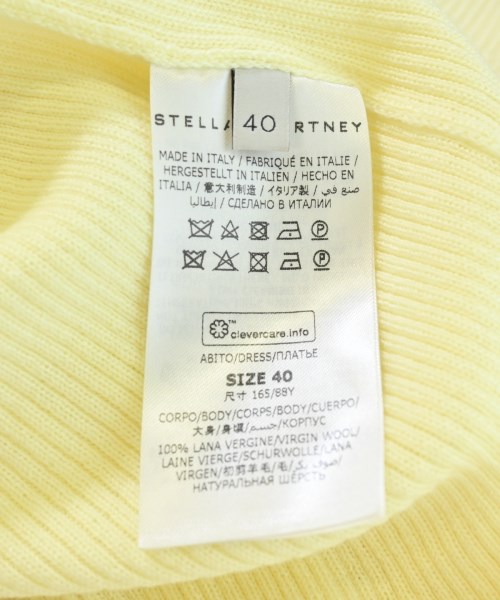 STELLA 40 RTNEY
MADE IN ITALY / FABRIQUÉ EN ITALIE /
HERGESTELLT IN ITALIEN / HECHO EN
ITALIA / 意大利制造 / イタリア製 / صنع في
إيطاليا / СДЕЛАНО В ИТАЛИИ
P
P
clevercare.info™
ABITO/DRESS/ПЛАТЬЕ
SIZE 40
尺寸 165/88Y
CORPO/BODY/CORPS/BODY/CUERPO/
大身/身頃/جسم/КОРПУС
100% LANA VERGINE/VIRGIN WOOL/
LAINE VIERGE/SCHURWOLLE/LANA
VIRGEN/初剪羊毛/毛/صوف بكر/
НАТУРАЛЬНАЯ ШЕРСТЬ